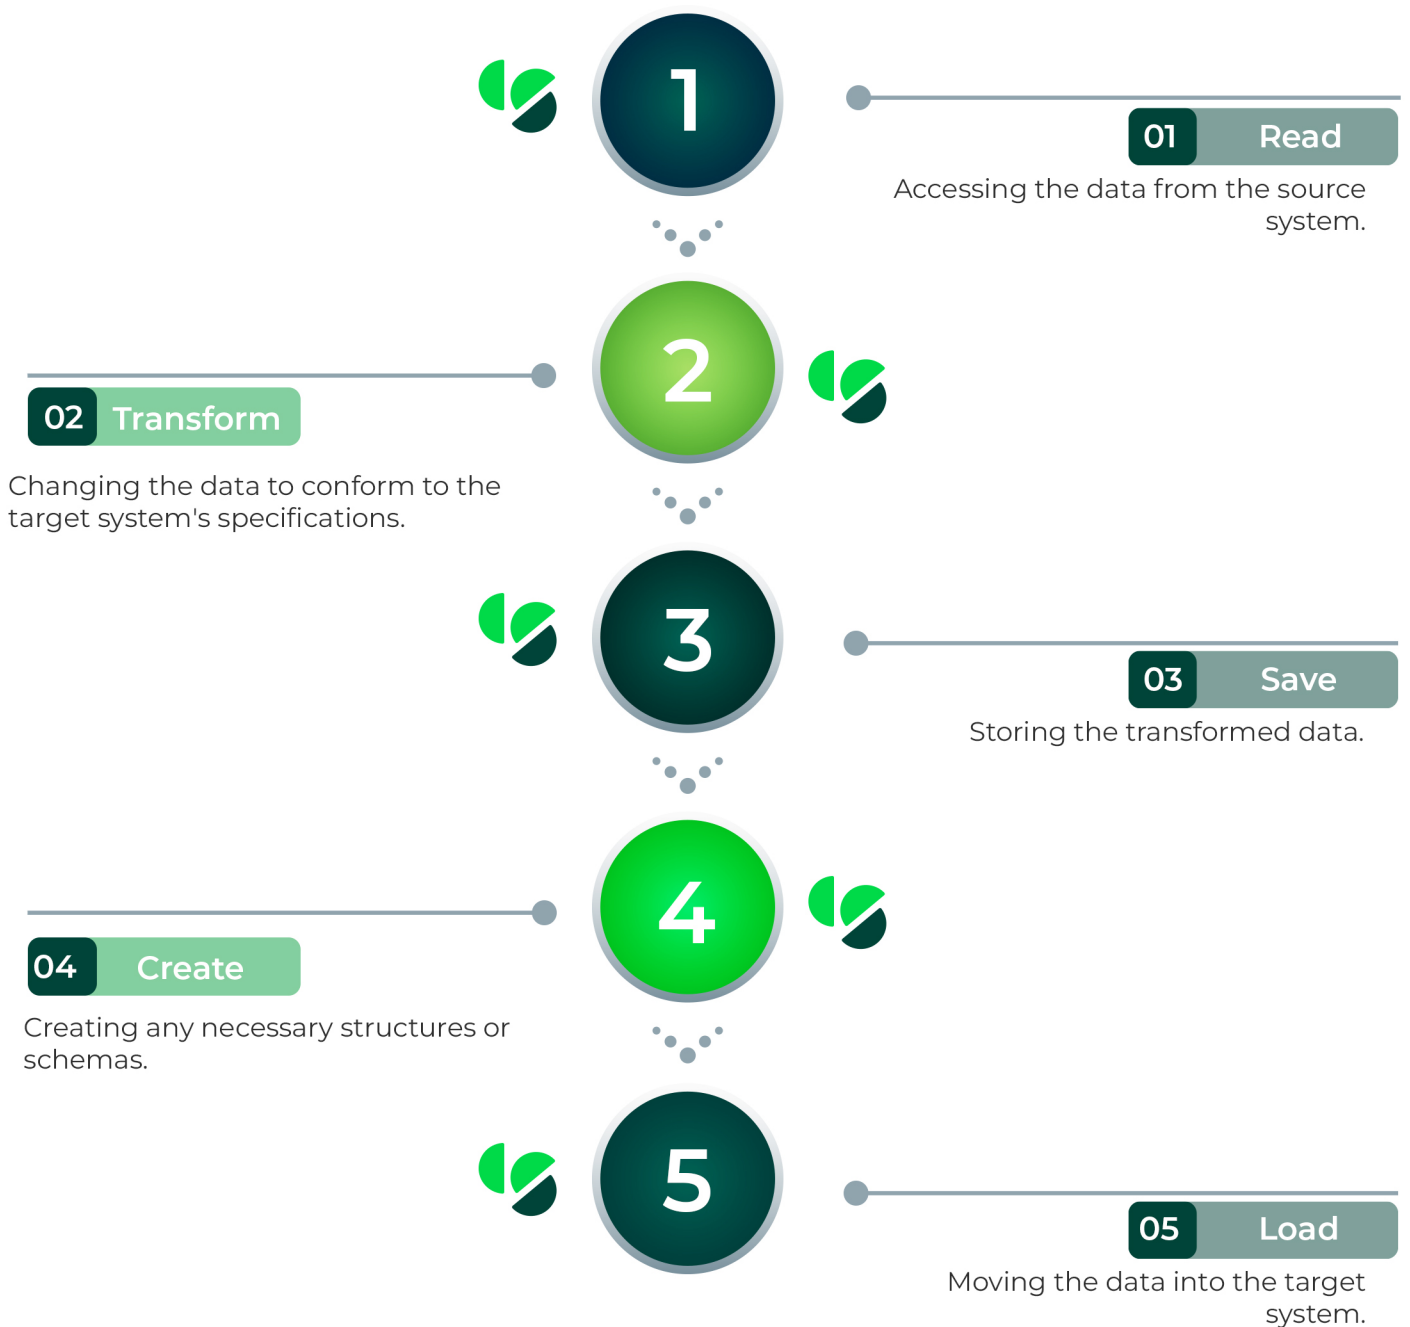 1
01 Read
Accessing the data from the source
system.
2
02 Transform
Changing the data to conform to the
target system's specifications.
3
03 Save
Storing the transformed data.
4
04 Create
Creating any necessary structures or
schemas.
5
05 Load
Moving the data into the target
system.